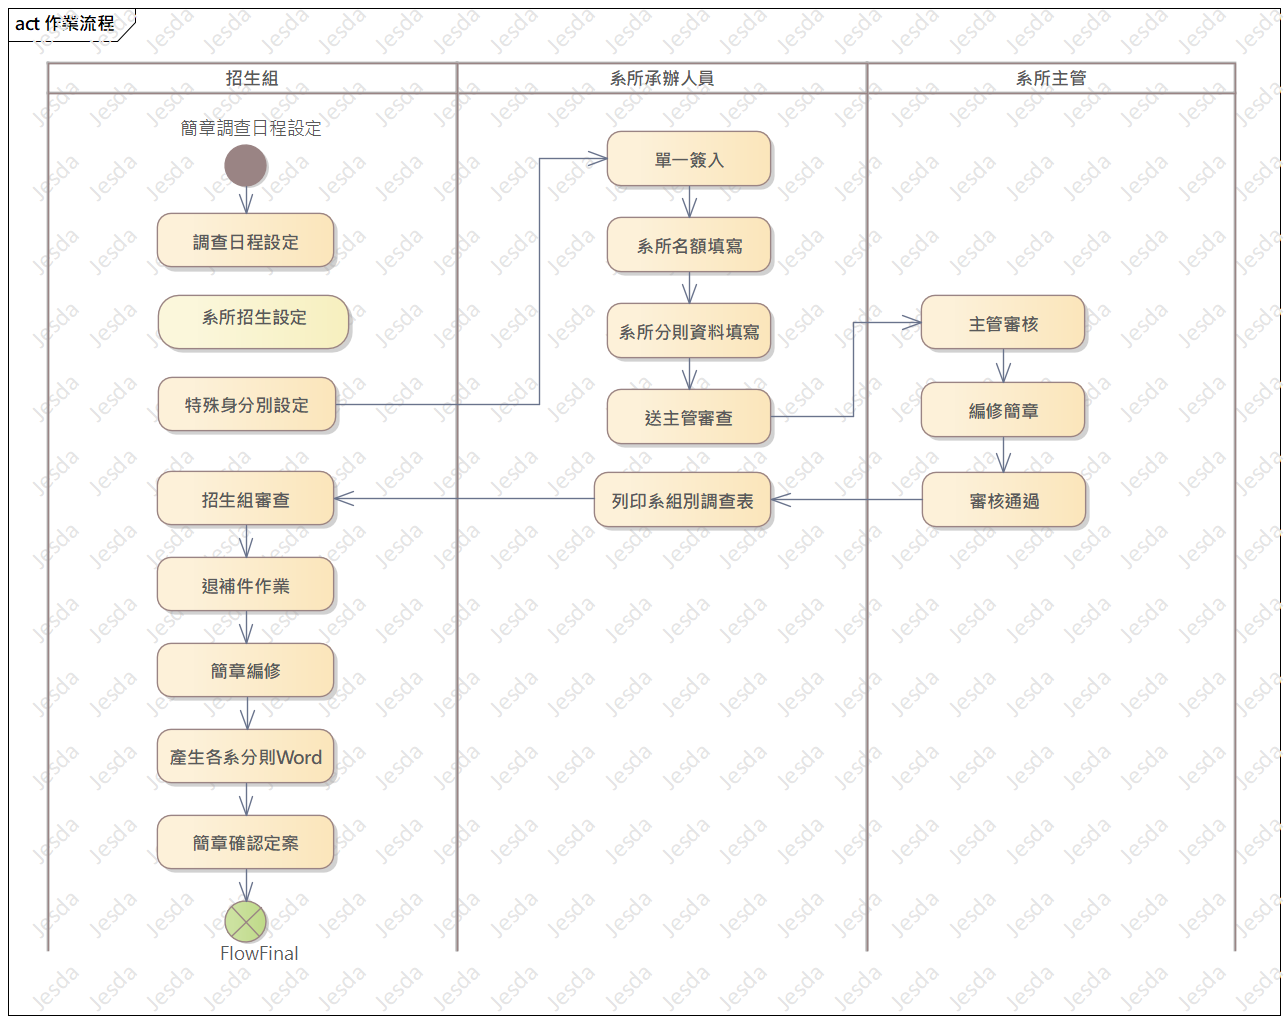 act 作業流程
招生組
系所承辦人員
系所主管
簡章調查日程設定
調查日程設定
系所招生設定
特殊身分別設定
招生組審查
退補件作業
簡章編修
產生各系分則Word
簡章確認定案
FlowFinal
單一簽入
系所名額填寫
系所分則資料填寫
送主管審查
列印系組別調查表
主管審核
編修簡章
審核通過
Jesda